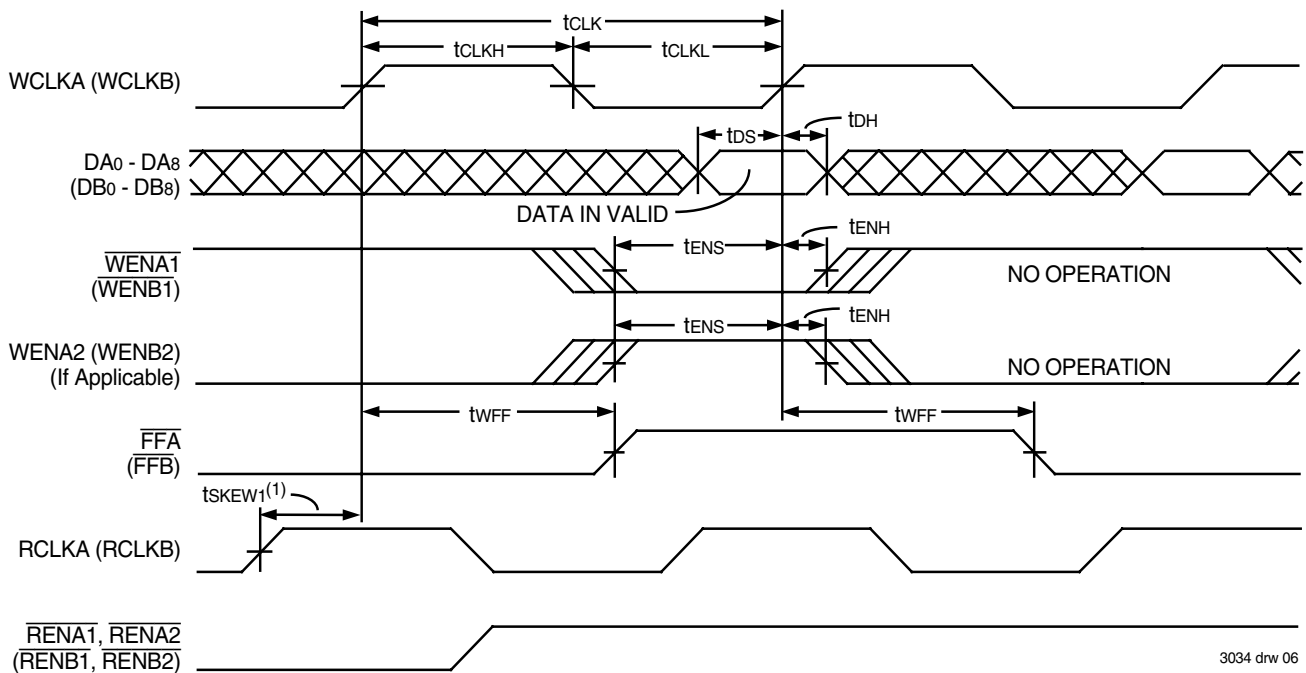 tCLK
tCLKH tCLKL
WCLKA (WCLKB)
tDS tDH
DA0 - DA8
(DB0 - DB8)
DATA IN VALID
tENS tENH
WENA1
(WENB1)
NO OPERATION
tENS tENH
WENA2 (WENB2)
(If Applicable)
NO OPERATION
tWFF tWFF
FFA
(FFB)
tSKEW1(1)
RCLKA (RCLKB)
RENA1, RENA2
(RENB1, RENB2)
3034 drw 06